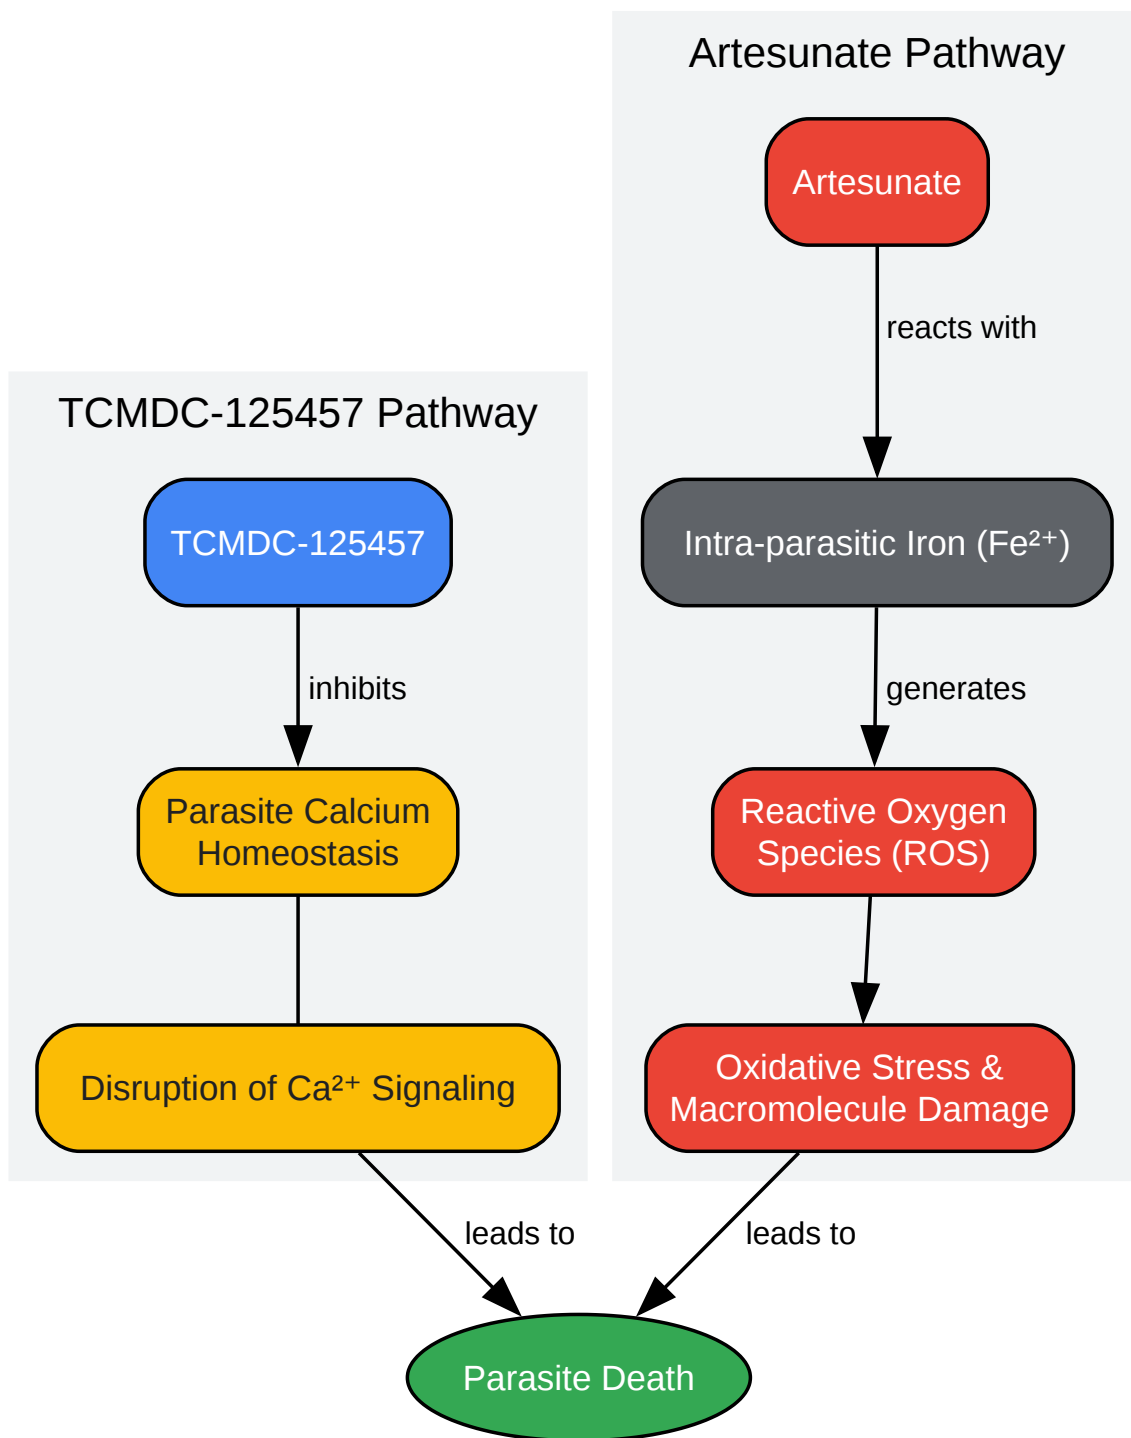 Artesunate Pathway
Artesunate
reacts with
TCMDC-125457 Pathway
TCMDC-125457
Intra-parasitic Iron (Fe²⁺)
inhibits
generates
Parasite Calcium
Homeostasis
Reactive Oxygen
Species (ROS)
Disruption of Ca²⁺ Signaling
Oxidative Stress &
Macromolecule Damage
leads to
leads to
Parasite Death